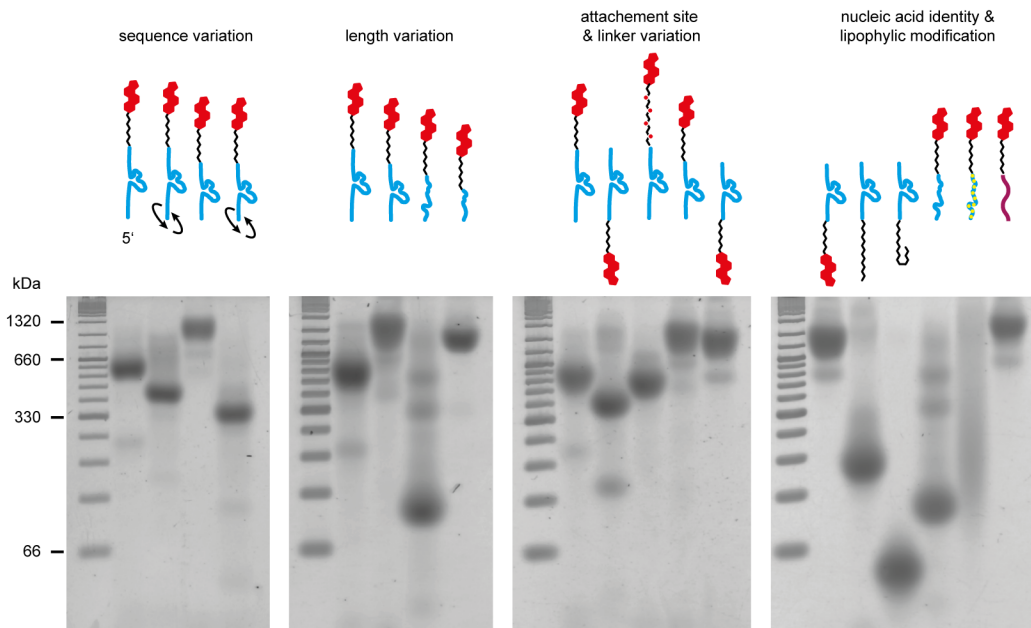 sequence variation
length variation
attachement site
& linker variation
nucleic acid identity &
lipophylic modification
5'
kDa
1320
660
330
66